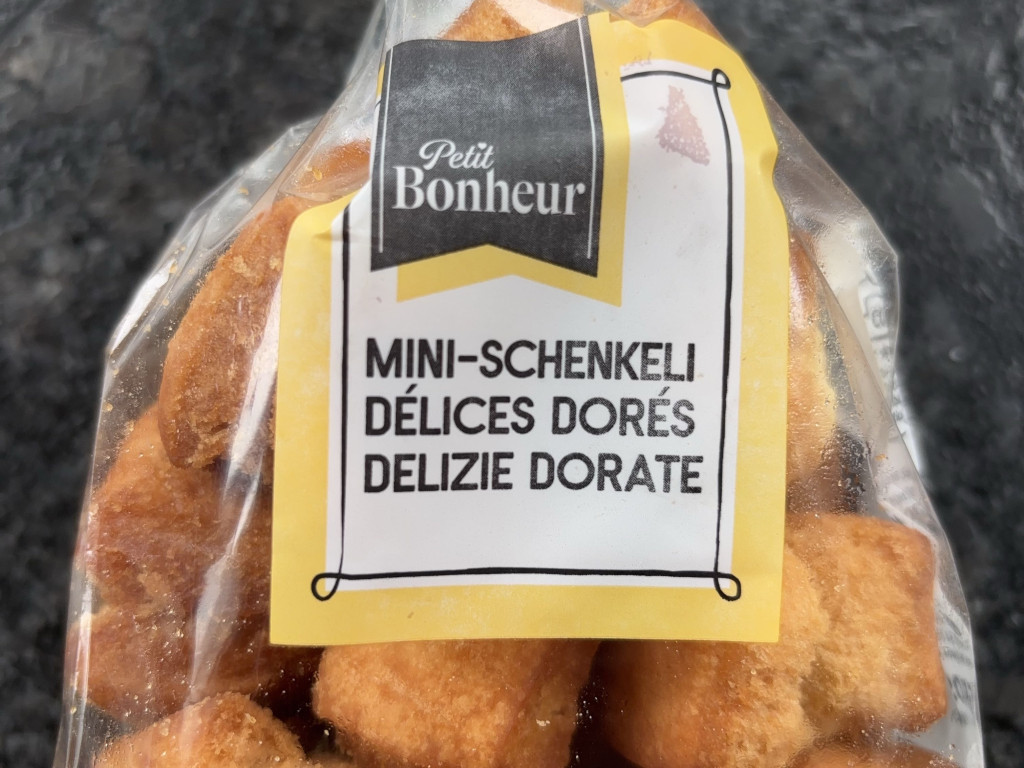 Petit
Bonheur
MINI-SCHENKELI
DÉLICES DORÉS
DELIZIE DORATE